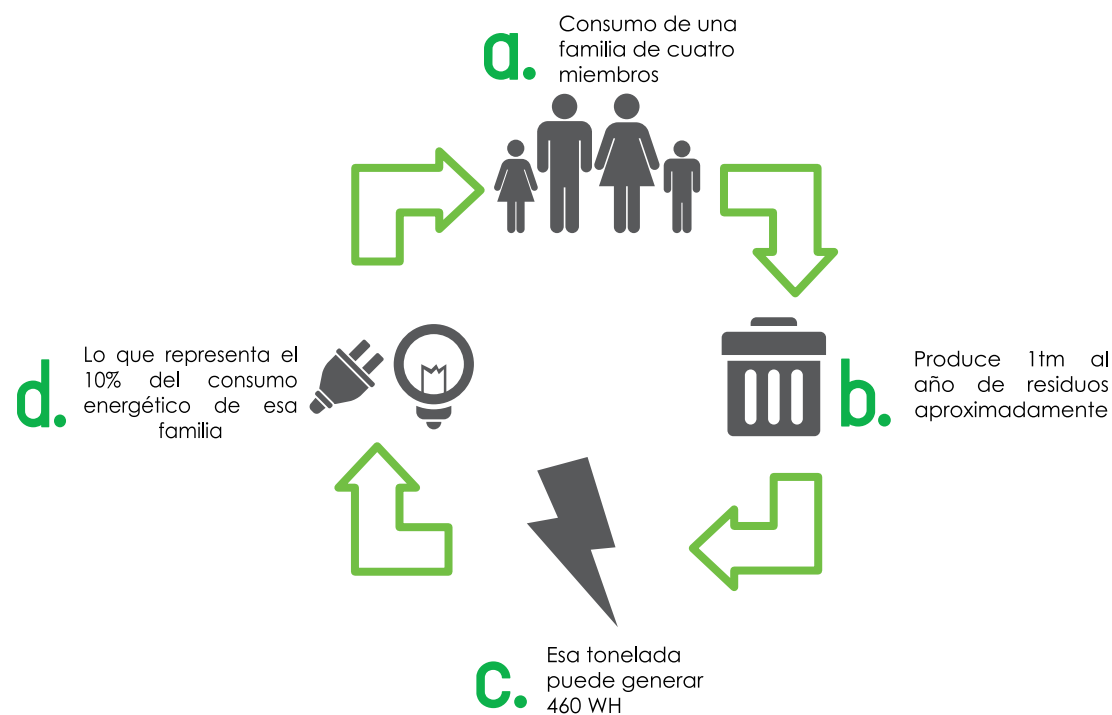 a.
Consumo de una
familia de cuatro
miembros
b.
Produce 1tm al
año de residuos
aproximadamente
c.
Esa tonelada
puede generar
460 WH
d.
Lo que representa el
10% del consumo
energético de esa
familia